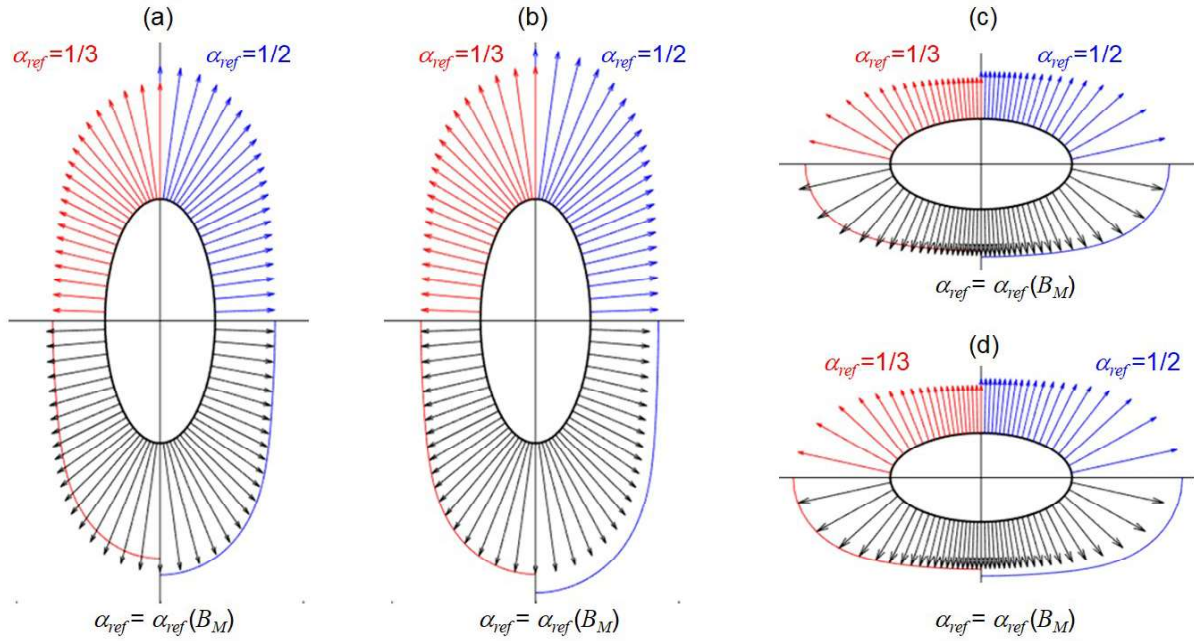 (a)
α_ref=1/3 α_ref=1/2
α_ref= α_ref(B_M)
(b)
α_ref=1/3 α_ref=1/2
α_ref= α_ref(B_M)
(c)
α_ref=1/3 α_ref=1/2
α_ref= α_ref(B_M)
(d)
α_ref=1/3 α_ref=1/2
α_ref= α_ref(B_M)